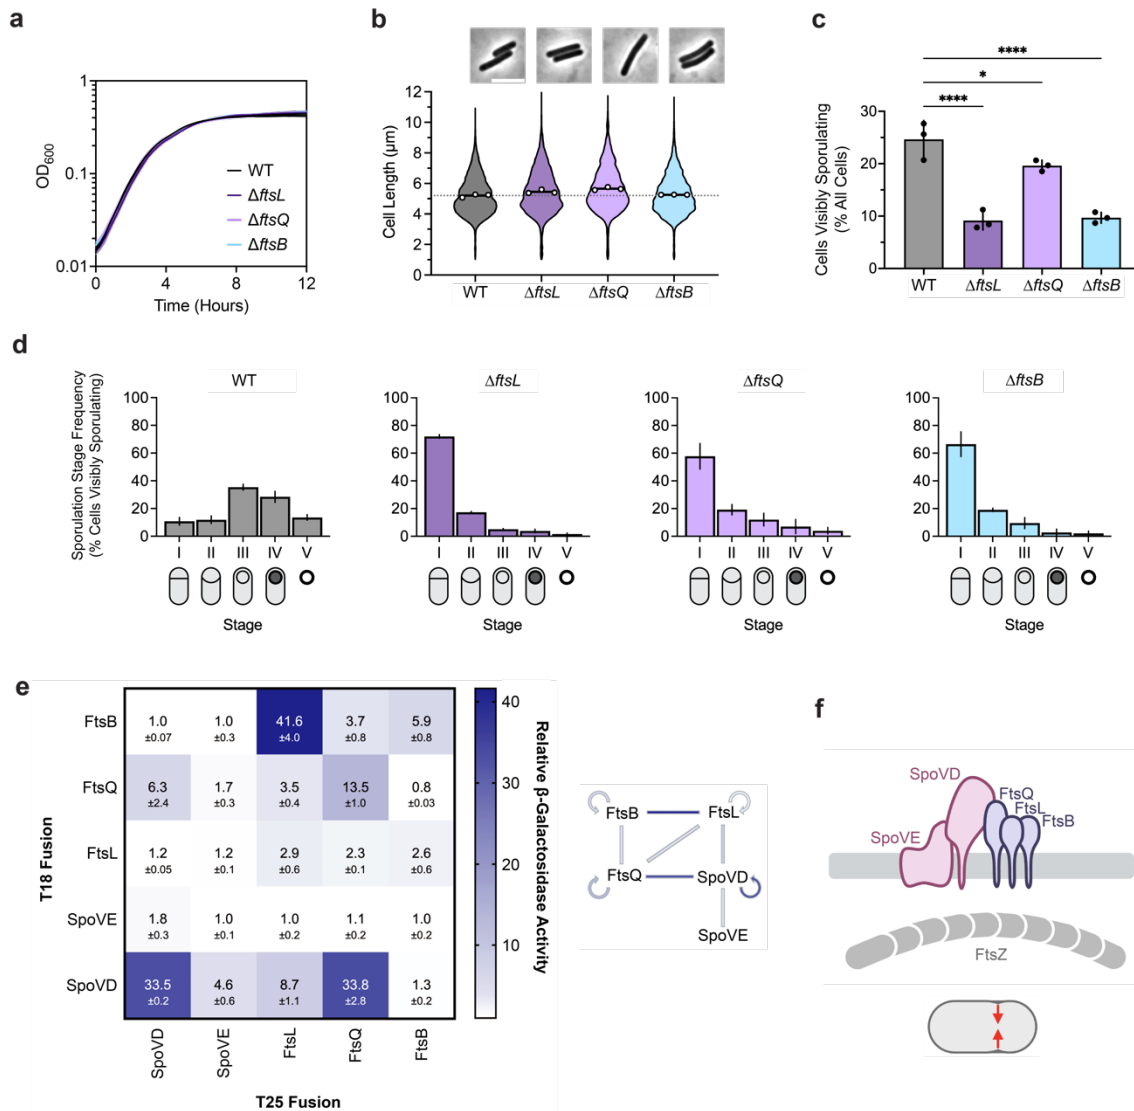 a
1
0.1
0.01
OD600
WT
ΔftsL
ΔftsQ
ΔftsB
0
4
8
12
Time (Hours)
b
12
10
8
6
4
2
0
Cell Length (µm)
WT
ΔftsL
ΔftsQ
ΔftsB
c
****
*
****
30
20
10
0
Cells Visibly Sporulating
(% All Cells)
WT
ΔftsL
ΔftsQ
ΔftsB
d
Sporulation Stage Frequency
(% Cells Visibly Sporulating)
WT
100
80
60
40
20
0
I II III IV V
Stage
ΔftsL
100
80
60
40
20
0
I II III IV V
Stage
ΔftsQ
100
80
60
40
20
0
I II III IV V
Stage
ΔftsB
100
80
60
40
20
0
I II III IV V
Stage
e
T18 Fusion
FtsB
1.0 1.0 41.6 3.7 5.9
±0.07 ±0.3 ±4.0 ±0.8 ±0.8
FtsQ
6.3 1.7 3.5 13.5 0.8
±2.4 ±0.3 ±0.4 ±1.0 ±0.03
FtsL
1.2 1.2 2.9 2.3 2.6
±0.05 ±0.1 ±0.6 ±0.1 ±0.6
SpoVE
1.8 1.0 1.0 1.1 1.0
±0.3 ±0.1 ±0.2 ±0.2 ±0.2
SpoVD
33.5 4.6 8.7 33.8 1.3
±0.2 ±0.6 ±1.1 ±2.8 ±0.2
SpoVD SpoVE FtsL FtsQ FtsB
T25 Fusion
40
30
20
10
Relative β-Galactosidase Activity
FtsB FtsL
FtsQ SpoVD
SpoVE
f
SpoVD
FtsQ
FtsL
FtsB
SpoVE
FtsZ